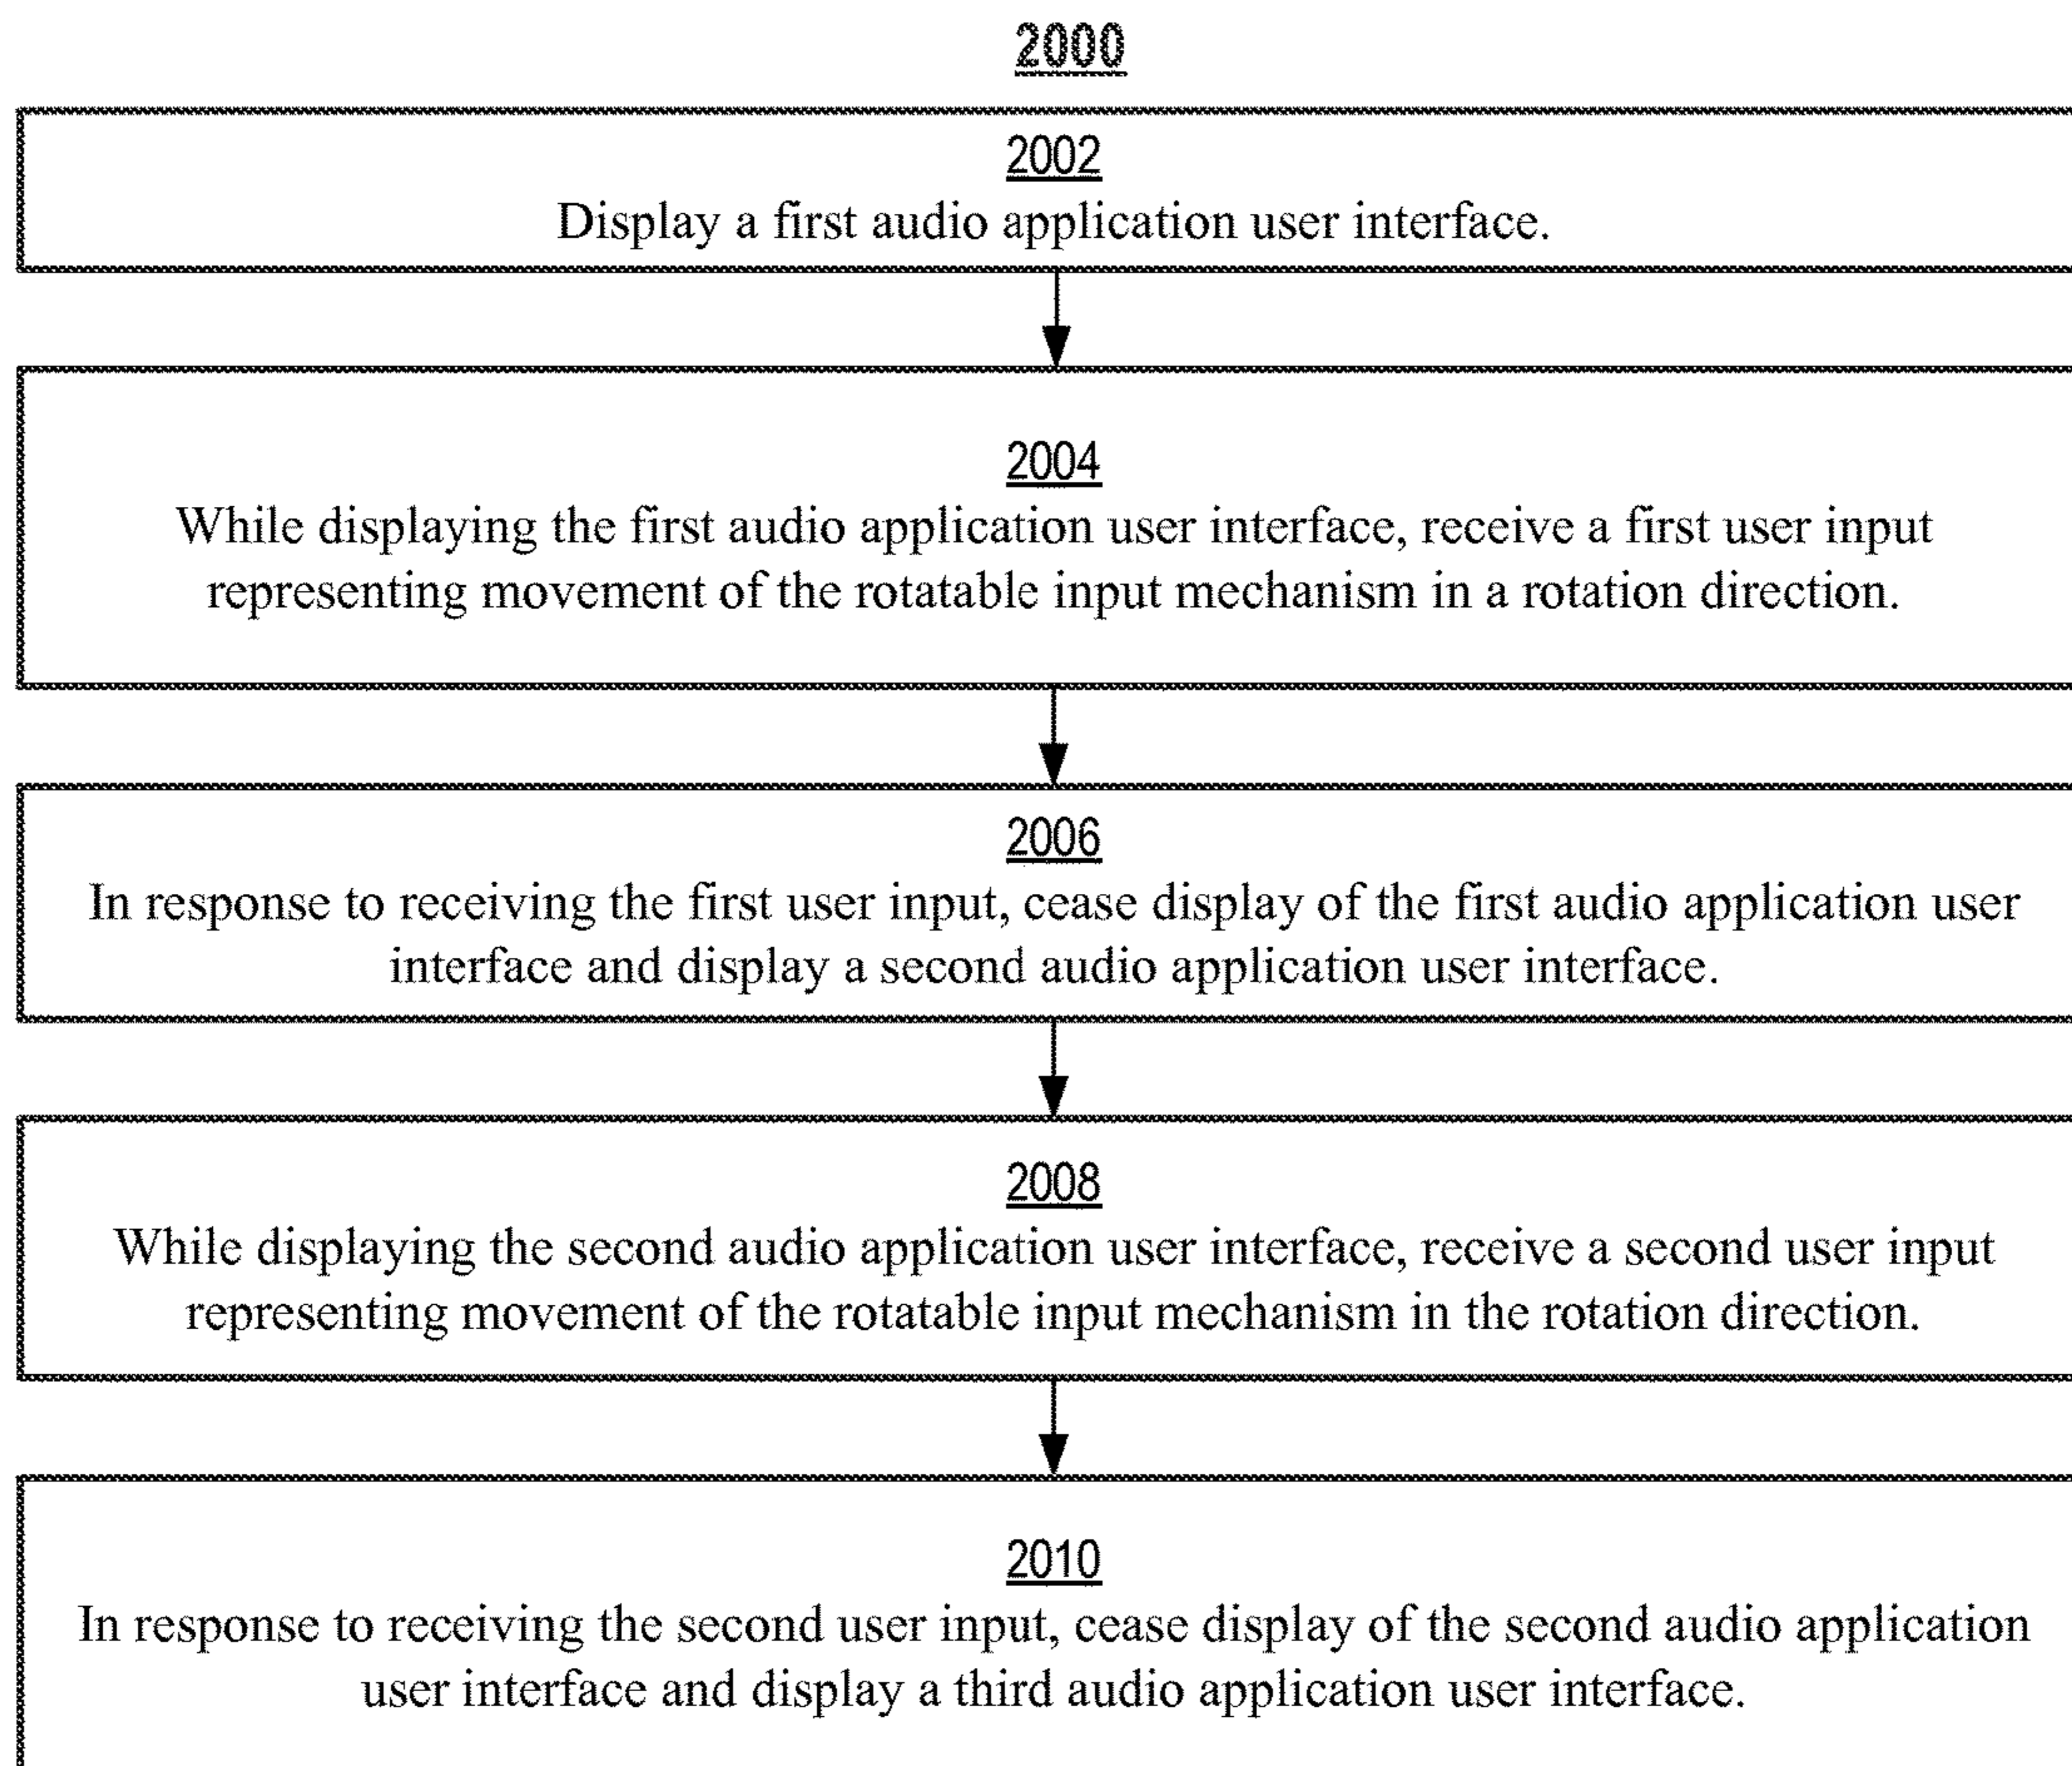 2000
2002
Display a first audio application user interface.
2004
While displaying the first audio application user interface, receive a first user input
representing movement of the rotatable input mechanism in a rotation direction.
2006
In response to receiving the first user input, cease display of the first audio application user
interface and display a second audio application user interface.
2008
While displaying the second audio application user interface, receive a second user input
representing movement of the rotatable input mechanism in the rotation direction.
2010
In response to receiving the second user input, cease display of the second audio application
user interface and display a third audio application user interface.